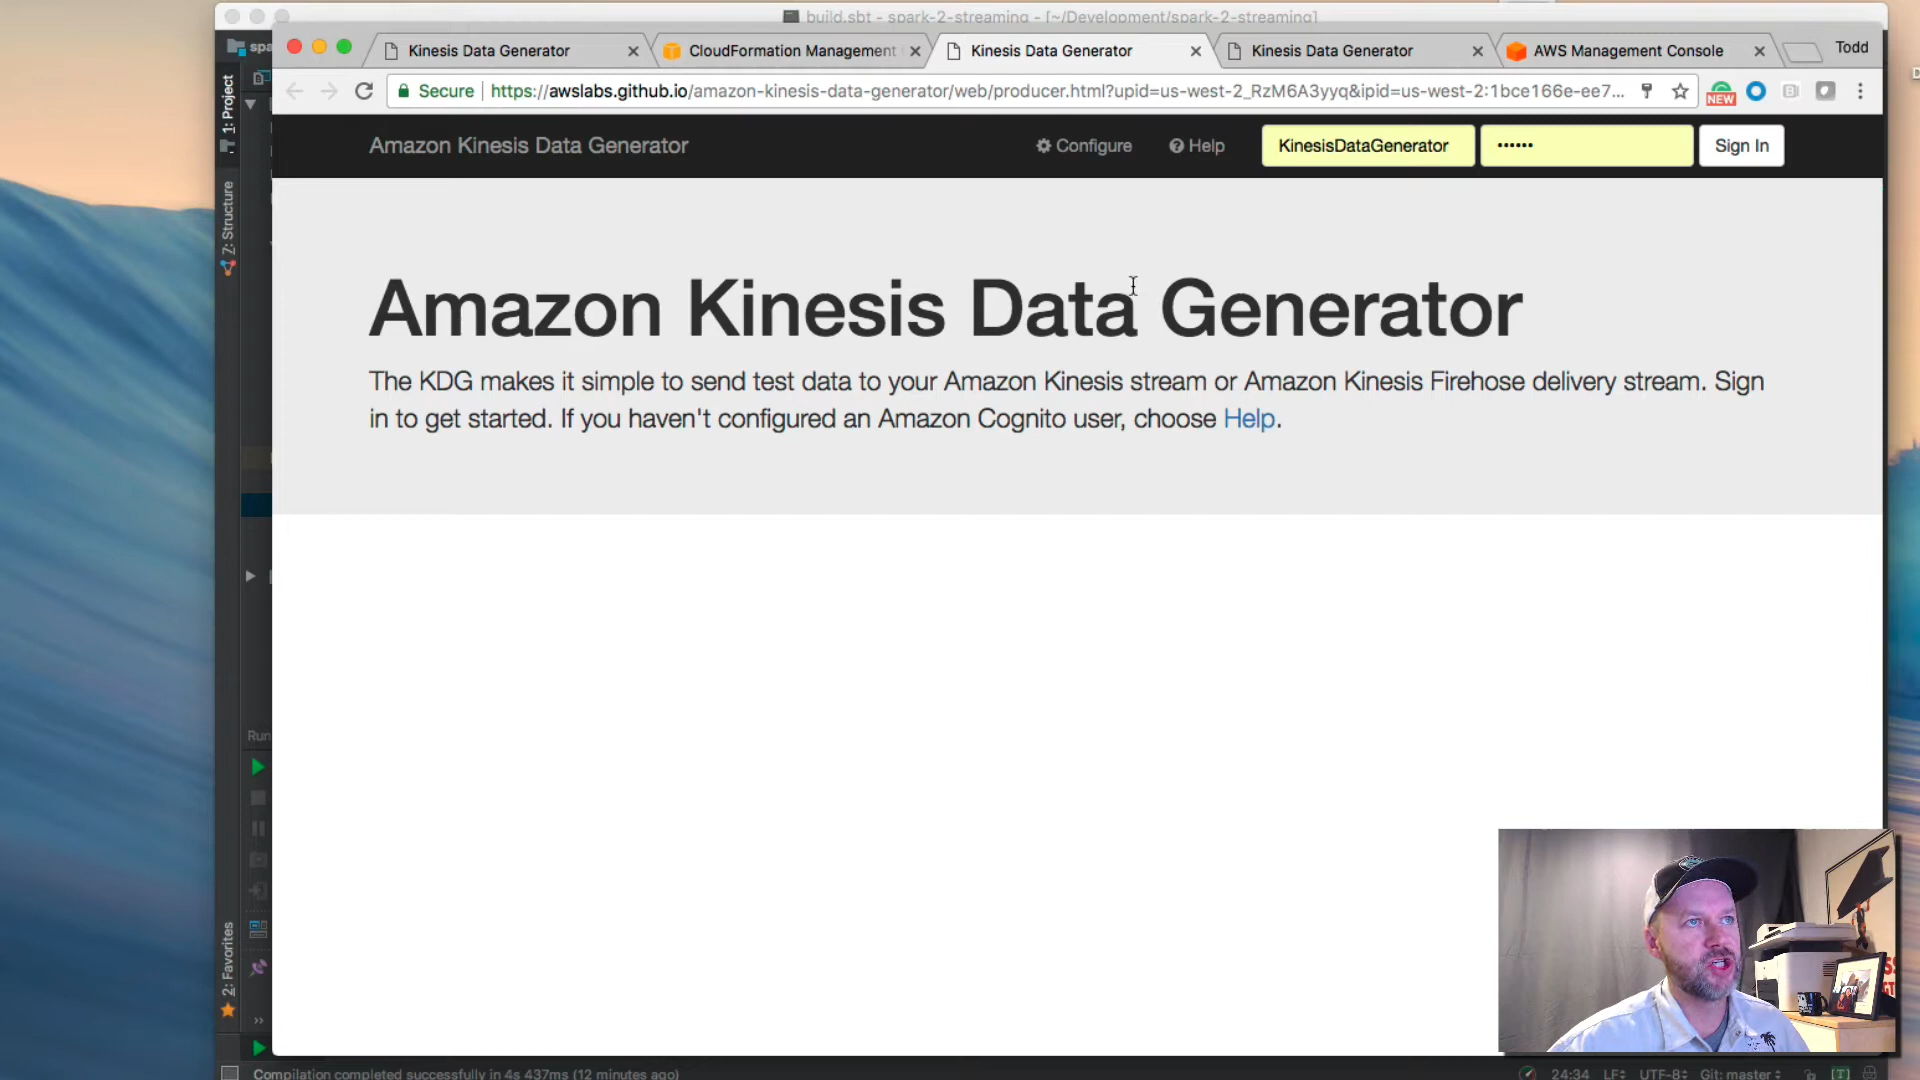 build.sbt - spark-2-streaming - [~/Development/spark-2-streaming]
spa
Kinesis Data Generator
CloudFormation Management
Kinesis Data Generator
Kinesis Data Generator
AWS Management Console
Todd
Secure
https://awslabs.github.io/amazon-kinesis-data-generator/web/producer.html?upid=us-west-2_RzM6A3yyq&ipid=us-west-2:1bce166e-ee7...
NEW
1: Project
Amazon Kinesis Data Generator
Configure
Help
KinesisDataGenerator
••••••
Sign In
Z: Structure
Amazon Kinesis Data Generator
The KDG makes it simple to send test data to your Amazon Kinesis stream or Amazon Kinesis Firehose delivery stream. Sign
in to get started. If you haven't configured an Amazon Cognito user, choose Help.
Run
2: Favorites
Compilation completed successfully in 4s 437ms (12 minutes ago)
24:34
LF
UTF-8
Git: master
[T]